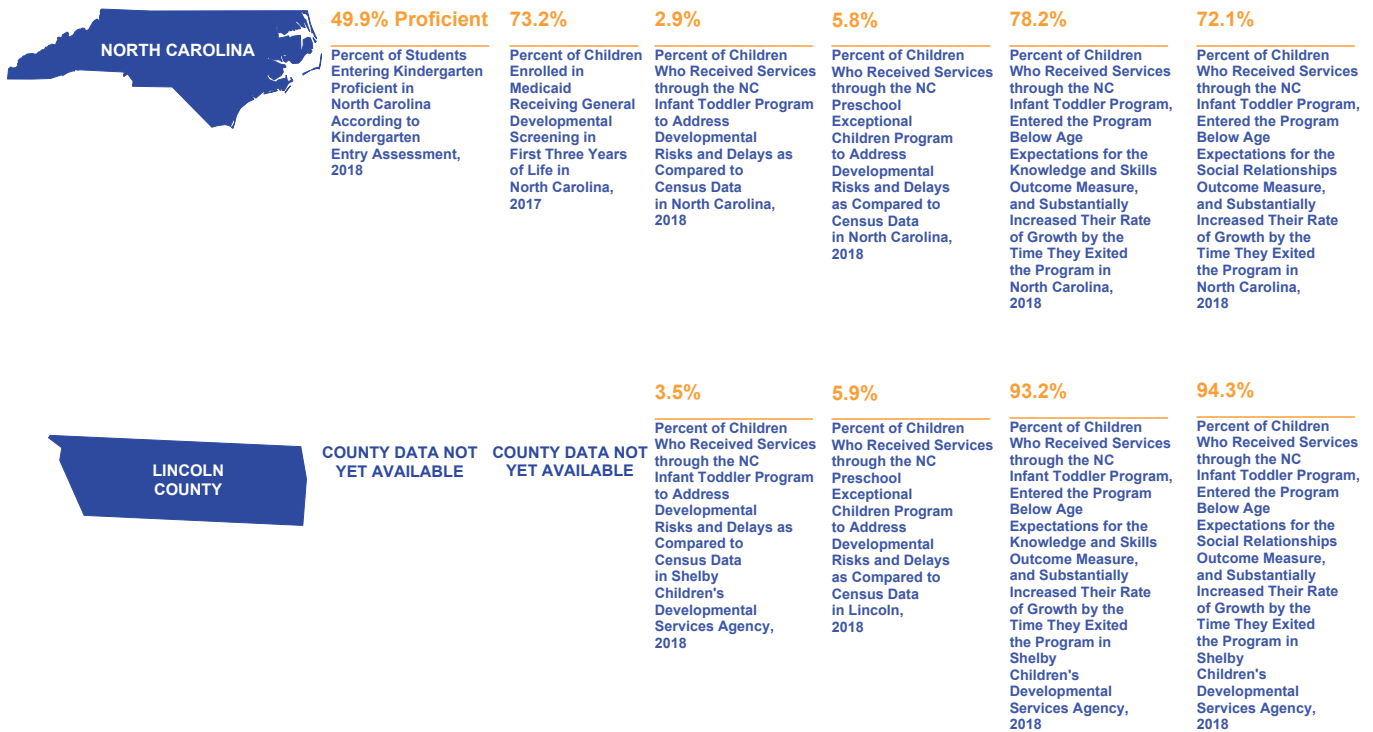 NORTH CAROLINA
49.9% Proficient
Percent of Students
Entering Kindergarten
Proficient in
North Carolina
According to
Kindergarten
Entry Assessment,
2018
73.2%
Percent of Children
Enrolled in
Medicaid
Receiving General
Developmental
Screening in
First Three Years
of Life in
North Carolina,
2017
2.9%
Percent of Children
Who Received Services
through the NC
Infant Toddler Program
to Address
Developmental
Risks and Delays as
Compared to
Census Data
in North Carolina,
2018
5.8%
Percent of Children
Who Received Services
through the NC
Preschool
Exceptional
Children Program
to Address
Developmental
Risks and Delays
as Compared to
Census Data
in North Carolina,
2018
78.2%
Percent of Children
Who Received Services
through the NC
Infant Toddler Program,
Entered the Program
Below Age
Expectations for the
Knowledge and Skills
Outcome Measure,
and Substantially
Increased Their Rate
of Growth by the
Time They Exited
the Program in
North Carolina,
2018
72.1%
Percent of Children
Who Received Services
through the NC
Infant Toddler Program,
Entered the Program
Below Age
Expectations for the
Social Relationships
Outcome Measure,
and Substantially
Increased Their Rate
of Growth by the
Time They Exited
the Program in
North Carolina,
2018
LINCOLN
COUNTY
COUNTY DATA NOT
YET AVAILABLE
COUNTY DATA NOT
YET AVAILABLE
3.5%
Percent of Children
Who Received Services
through the NC
Infant Toddler Program
to Address
Developmental
Risks and Delays as
Compared to
Census Data
in Shelby
Children's
Developmental
Services Agency,
2018
5.9%
Percent of Children
Who Received Services
through the NC
Preschool
Exceptional
Children Program
to Address
Developmental
Risks and Delays
as Compared to
Census Data
in Lincoln,
2018
93.2%
Percent of Children
Who Received Services
through the NC
Infant Toddler Program,
Entered the Program
Below Age
Expectations for the
Knowledge and Skills
Outcome Measure,
and Substantially
Increased Their Rate
of Growth by the
Time They Exited
the Program in
Shelby
Children's
Developmental
Services Agency,
2018
94.3%
Percent of Children
Who Received Services
through the NC
Infant Toddler Program,
Entered the Program
Below Age
Expectations for the
Social Relationships
Outcome Measure,
and Substantially
Increased Their Rate
of Growth by the
Time They Exited
the Program in
Shelby
Children's
Developmental
Services Agency,
2018